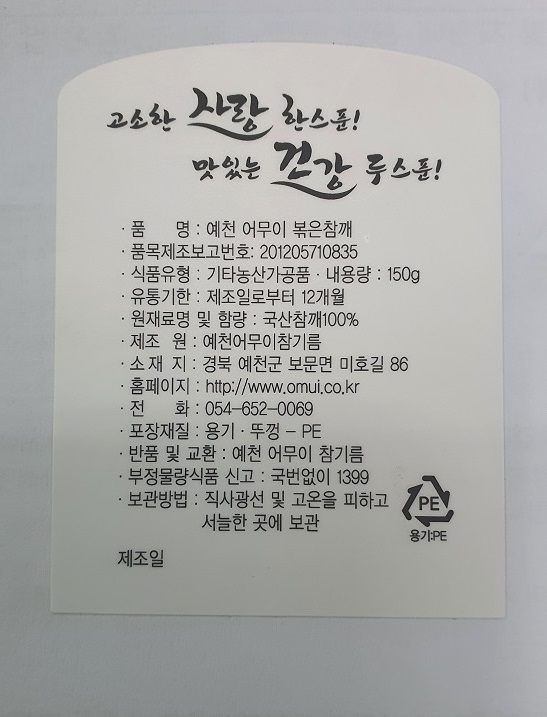 고소한 사랑 한스푼!
맛있는 건강 두스푼!
· 품 명 : 예천 어무이 볶은참깨
· 품목제조보고번호: 201205710835
· 식품유형 : 기타농산가공품 · 내용량 : 150g
· 유통기한 : 제조일로부터 12개월
· 원재료명 및 함량 : 국산참깨100%
· 제 조 원 : 예천어무이참기름
· 소 재 지 : 경북 예천군 보문면 미호길 86
· 홈페이지 : http://www.omui.co.kr
· 전 화 : 054-652-0069
· 포장재질 : 용기 · 뚜껑 - PE
· 반품 및 교환 : 예천 어무이 참기름
· 부정물량식품 신고 : 국번없이 1399
· 보관방법 : 직사광선 및 고온을 피하고
서늘한 곳에 보관
PE
용기:PE
제조일